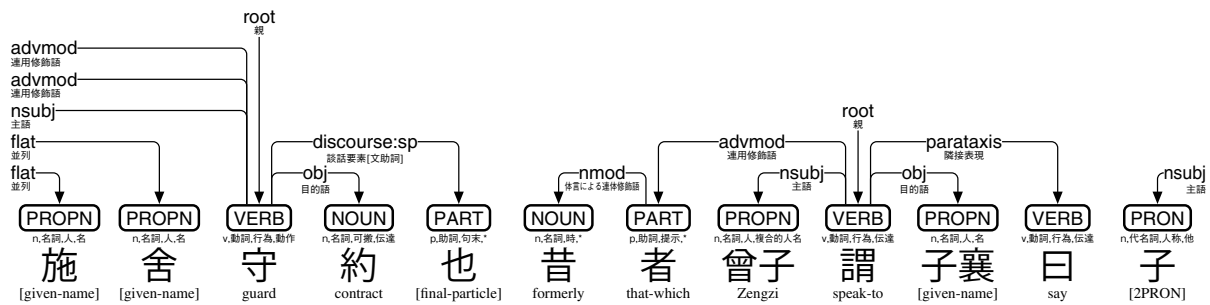 root
親
advmod
連用修飾語
advmod
連用修飾語
nsubj
主語
flat
並列
flat
並列
discourse:sp
談話要素[文助詞]
obj
目的語
root
親
advmod
連用修飾語
parataxis
隣接表現
nmod
体言による連体修飾語
nsubj
主語
obj
目的語
nsubj
主語
PROPN PROPN VERB NOUN PART NOUN PART PROPN VERB PROPN VERB PRON
n,名詞,人,名 n,名詞,人,名 v,動詞,行為,動作 n,名詞,可搬,伝達 p,助詞,句末,* n,名詞,時,* p,助詞,提示,* n,名詞,人,複合的人名 v,動詞,行為,伝達 n,名詞,人,名 v,動詞,行為,伝達 n,代名詞,人称,他
施 舍 守 約 也 昔 者 曾子 謂 子襄 曰 子
[given-name] [given-name] guard contract [final-particle] formerly that-which Zengzi speak-to [given-name] say [2PRON]